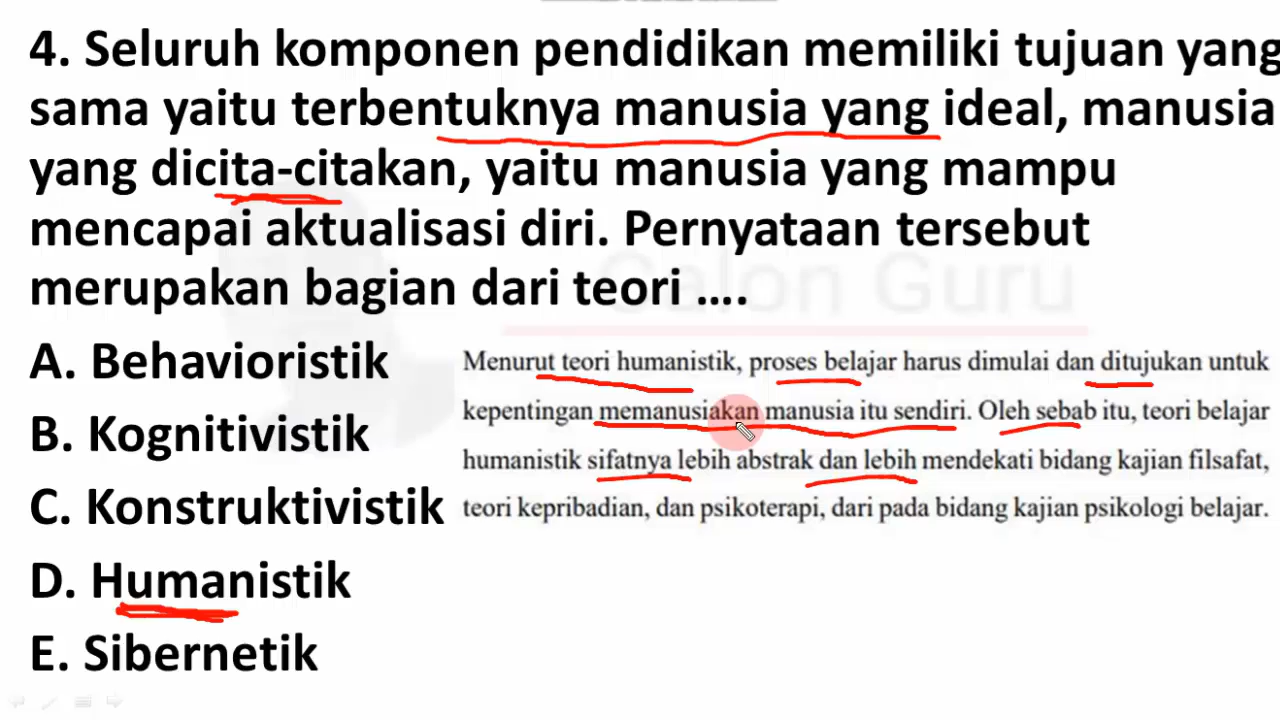 4. Seluruh komponen pendidikan memiliki tujuan yang
sama yaitu terbentuknya manusia yang ideal, manusia
yang dicita-citakan, yaitu manusia yang mampu
mencapai aktualisasi diri. Pernyataan tersebut
merupakan bagian dari teori ....
Calon Guru
A. Behavioristik
B. Kognitivistik
C. Konstruktivistik
D. Humanistik
E. Sibernetik
Menurut teori humanistik, proses belajar harus dimulai dan ditujukan untuk
kepentingan memanusiakan manusia itu sendiri. Oleh sebab itu, teori belajar
humanistik sifatnya lebih abstrak dan lebih mendekati bidang kajian filsafat,
teori kepribadian, dan psikoterapi, dari pada bidang kajian psikologi belajar.